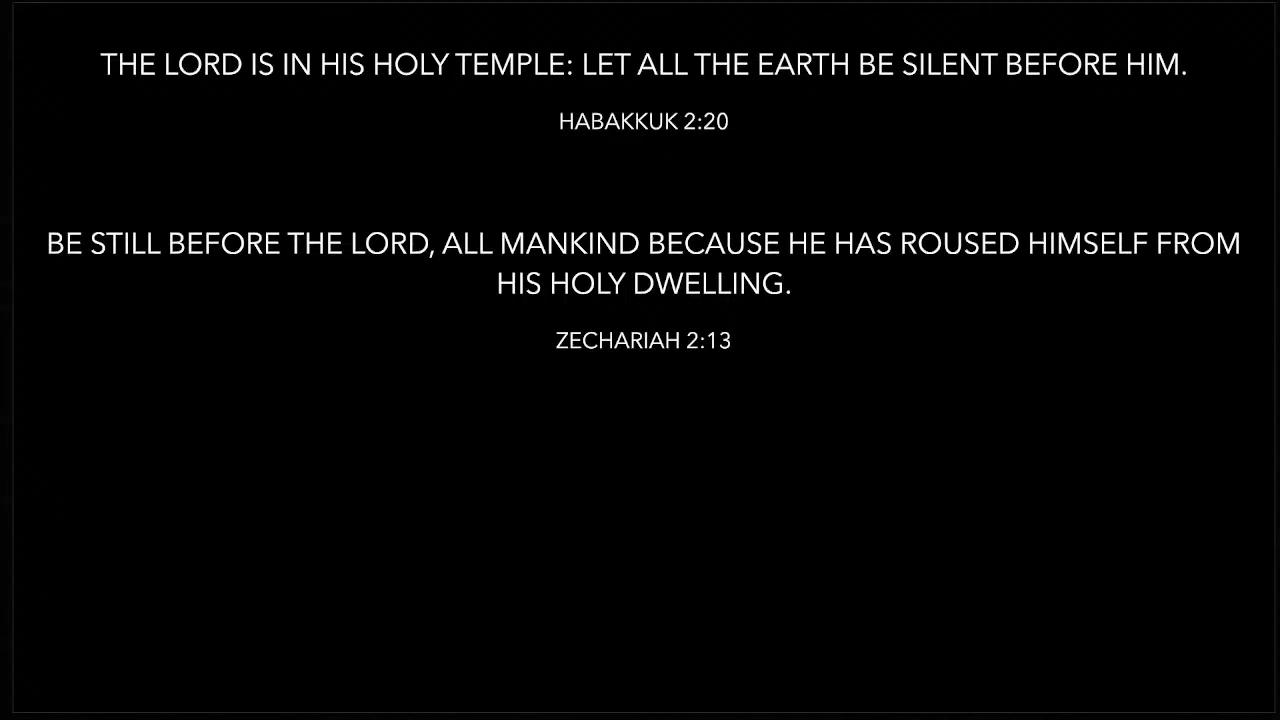 THE LORD IS IN HIS HOLY TEMPLE: LET ALL THE EARTH BE SILENT BEFORE HIM.
HABAKKUK 2:20
BE STILL BEFORE THE LORD, ALL MANKIND BECAUSE HE HAS ROUSED HIMSELF FROM
HIS HOLY DWELLING.
ZECHARIAH 2:13